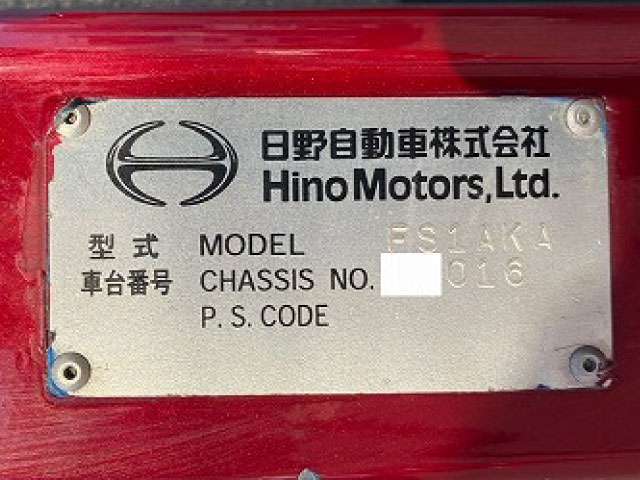 日野自動車株式会社
Hino Motors, Ltd.
型式 MODEL FS1AKA
車台番号 CHASSIS NO. 016
P.S.CODE